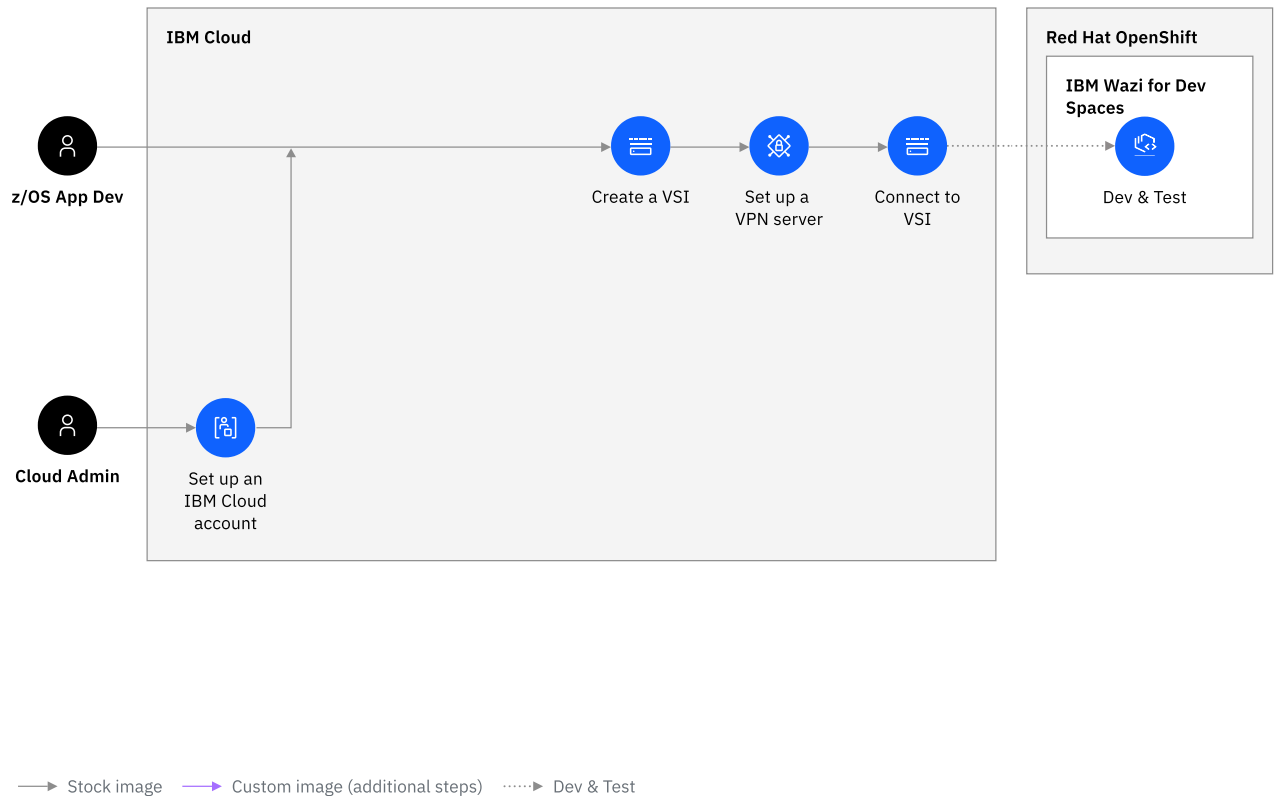 IBM Cloud
Red Hat OpenShift
IBM Wazi for Dev
Spaces
z/OS App Dev
Create a VSI
Set up a
VPN server
Connect to
VSI
Dev & Test
Cloud Admin
Set up an
IBM Cloud
account
Stock image
Custom image (additional steps)
Dev & Test